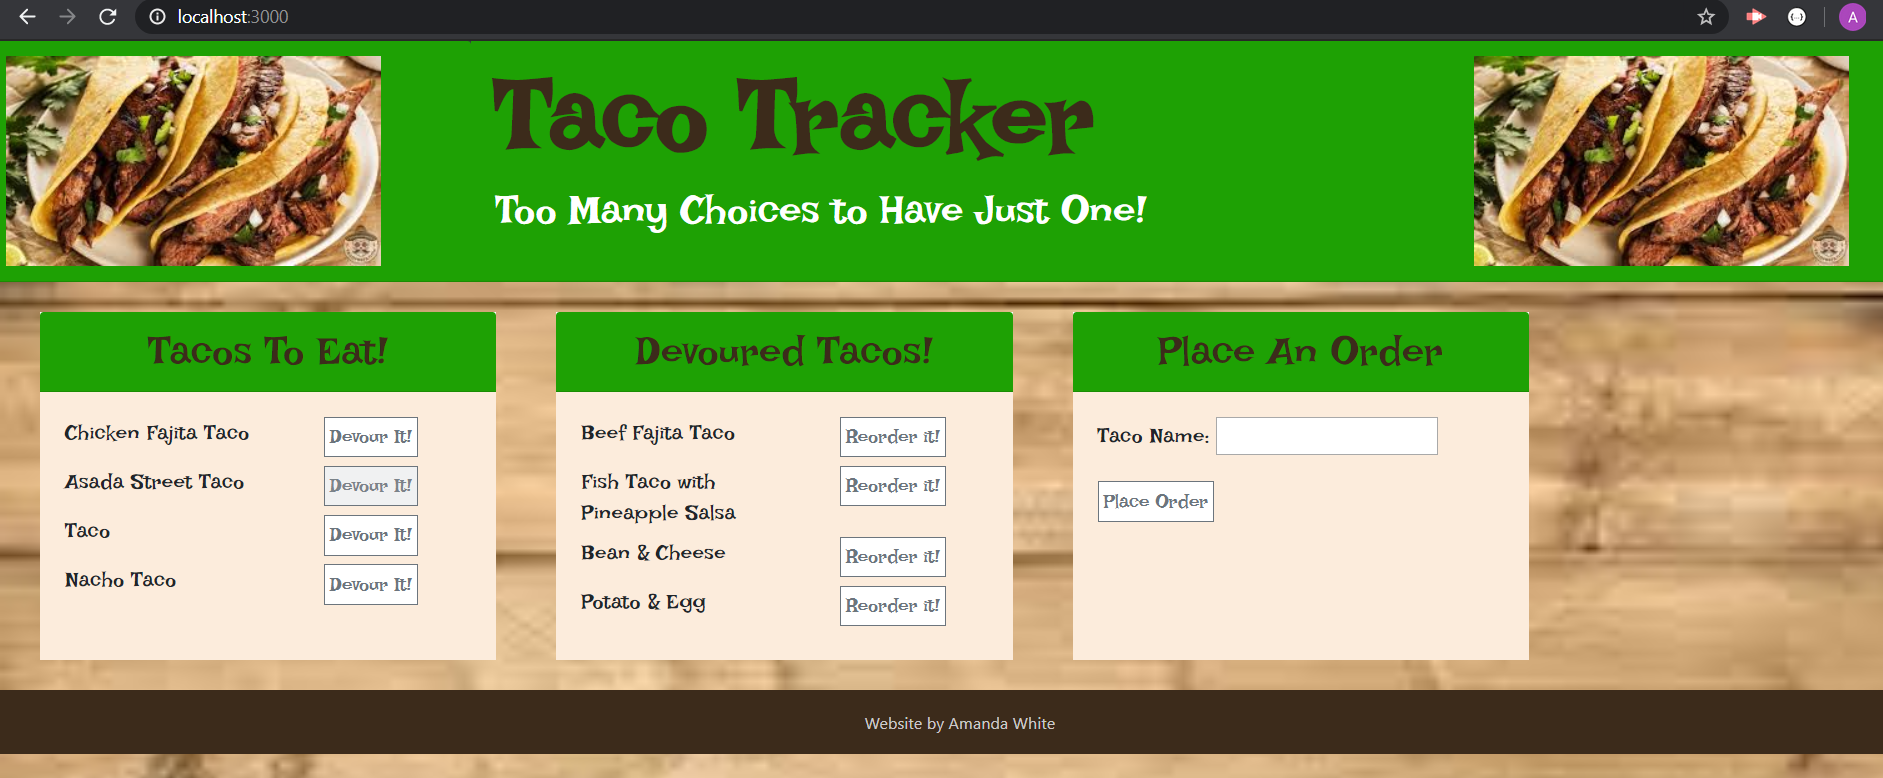 localhost:3000
A
Taco Tracker
Too Many Choices to Have Just One!
Tacos To Eat!
Chicken Fajita Taco Devour It!
Asada Street Taco Devour It!
Taco Devour It!
Nacho Taco Devour It!
Devoured Tacos!
Beef Fajita Taco Reorder it!
Fish Taco with Reorder it!
Pineapple Salsa
Bean & Cheese Reorder it!
Potato & Egg Reorder it!
Place An Order
Taco Name:
Place Order
Website by Amanda White